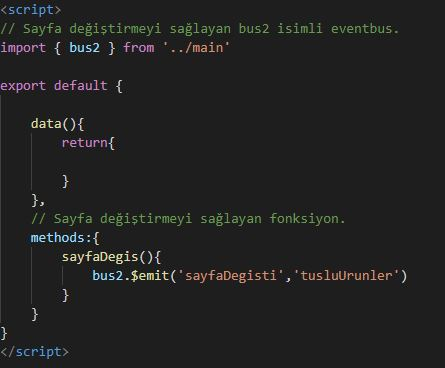 <script>
// Sayfa değiştirmeyi sağlayan bus2 isimli eventbus.
import { bus2 } from '../main'
export default {
data(){
return{
}
},
// Sayfa değiştirmeyi sağlayan fonksiyon.
methods:{
sayfaDegis(){
bus2.$emit('sayfaDegisti','tusluUrunler')
}
}
}
</script>